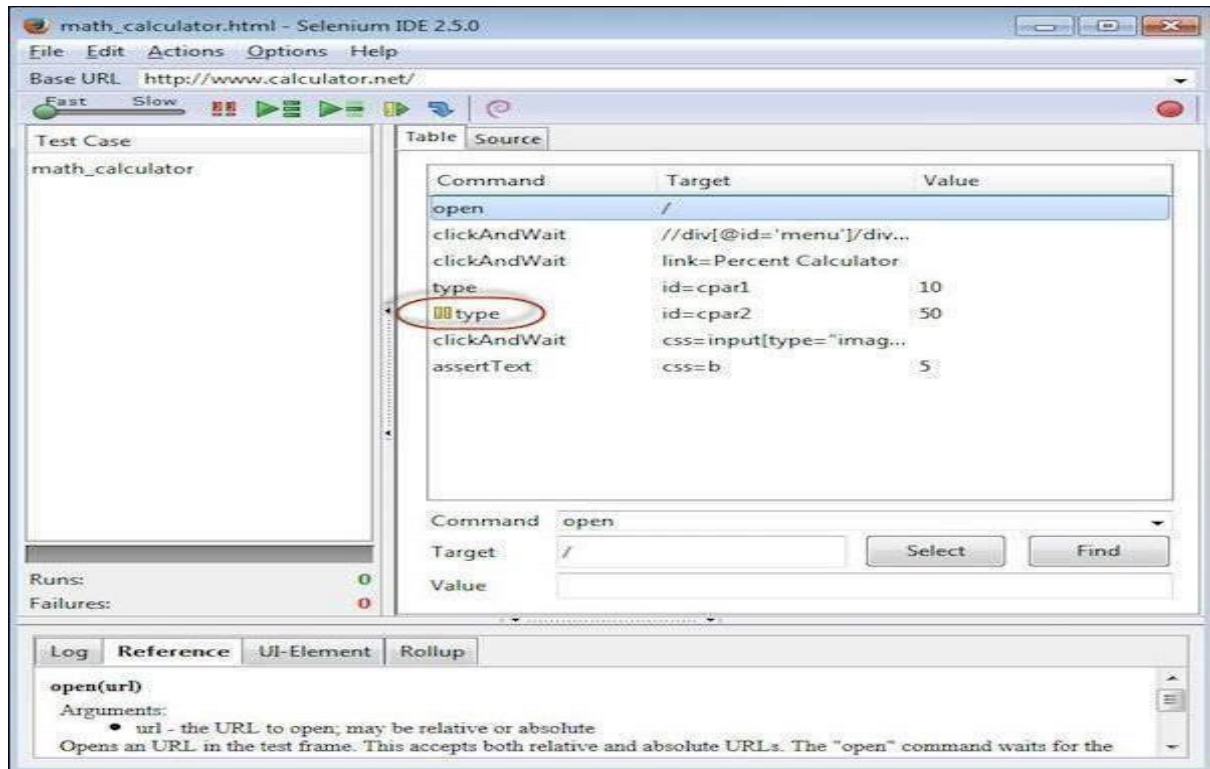 math_calculator.html - Selenium IDE 2.5.0
File Edit Actions Options Help
Base URL http://www.calculator.net/
Fast Slow
Test Case
math_calculator
Table Source
Command Target Value
open /
clickAndWait //div[@id='menu']/div...
clickAndWait link=Percent Calculator
type id=cpar1 10
type id=cpar2 50
clickAndWait css=input[type="imag...
assertText css=b 5
Command open
Target / Select Find
Value
Runs: 0
Failures: 0
Log Reference UI-Element Rollup
open(url)
Arguments:
• url - the URL to open; may be relative or absolute
Opens an URL in the test frame. This accepts both relative and absolute URLs. The "open" command waits for the